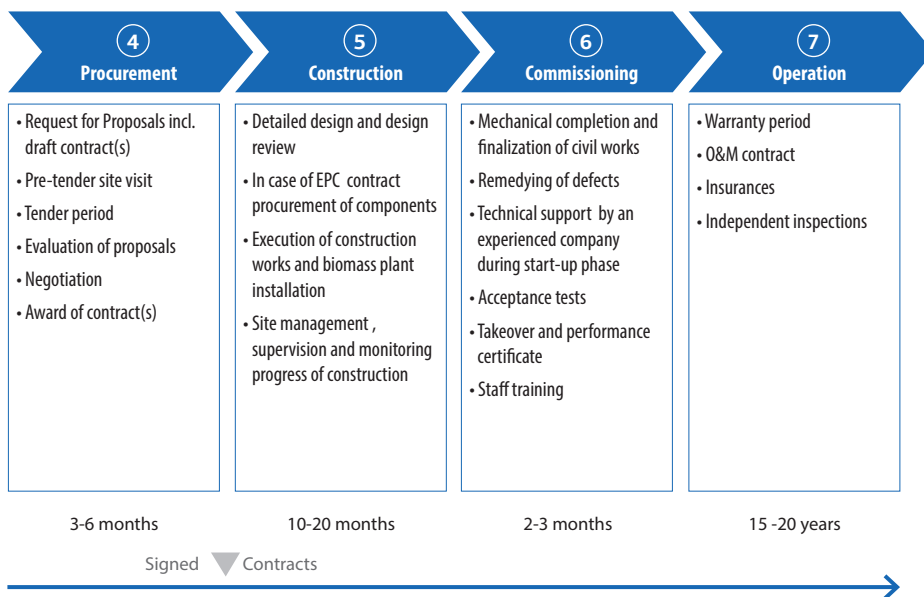 4
Procurement
5
Construction
6
Commissioning
7
Operation
• Request for Proposals incl.
draft contract(s)
• Pre-tender site visit
• Tender period
• Evaluation of proposals
• Negotiation
• Award of contract(s)
• Detailed design and design
review
• In case of EPC contract
procurement of components
• Execution of construction
works and biomass plant
installation
• Site management ,
supervision and monitoring
progress of construction
• Mechanical completion and
finalization of civil works
• Remedying of defects
• Technical support by an
experienced company
during start-up phase
• Acceptance tests
• Takeover and performance
certificate
• Staff training
• Warranty period
• O&M contract
• Insurances
• Independent inspections
3-6 months
10-20 months
2-3 months
15 -20 years
Signed Contracts